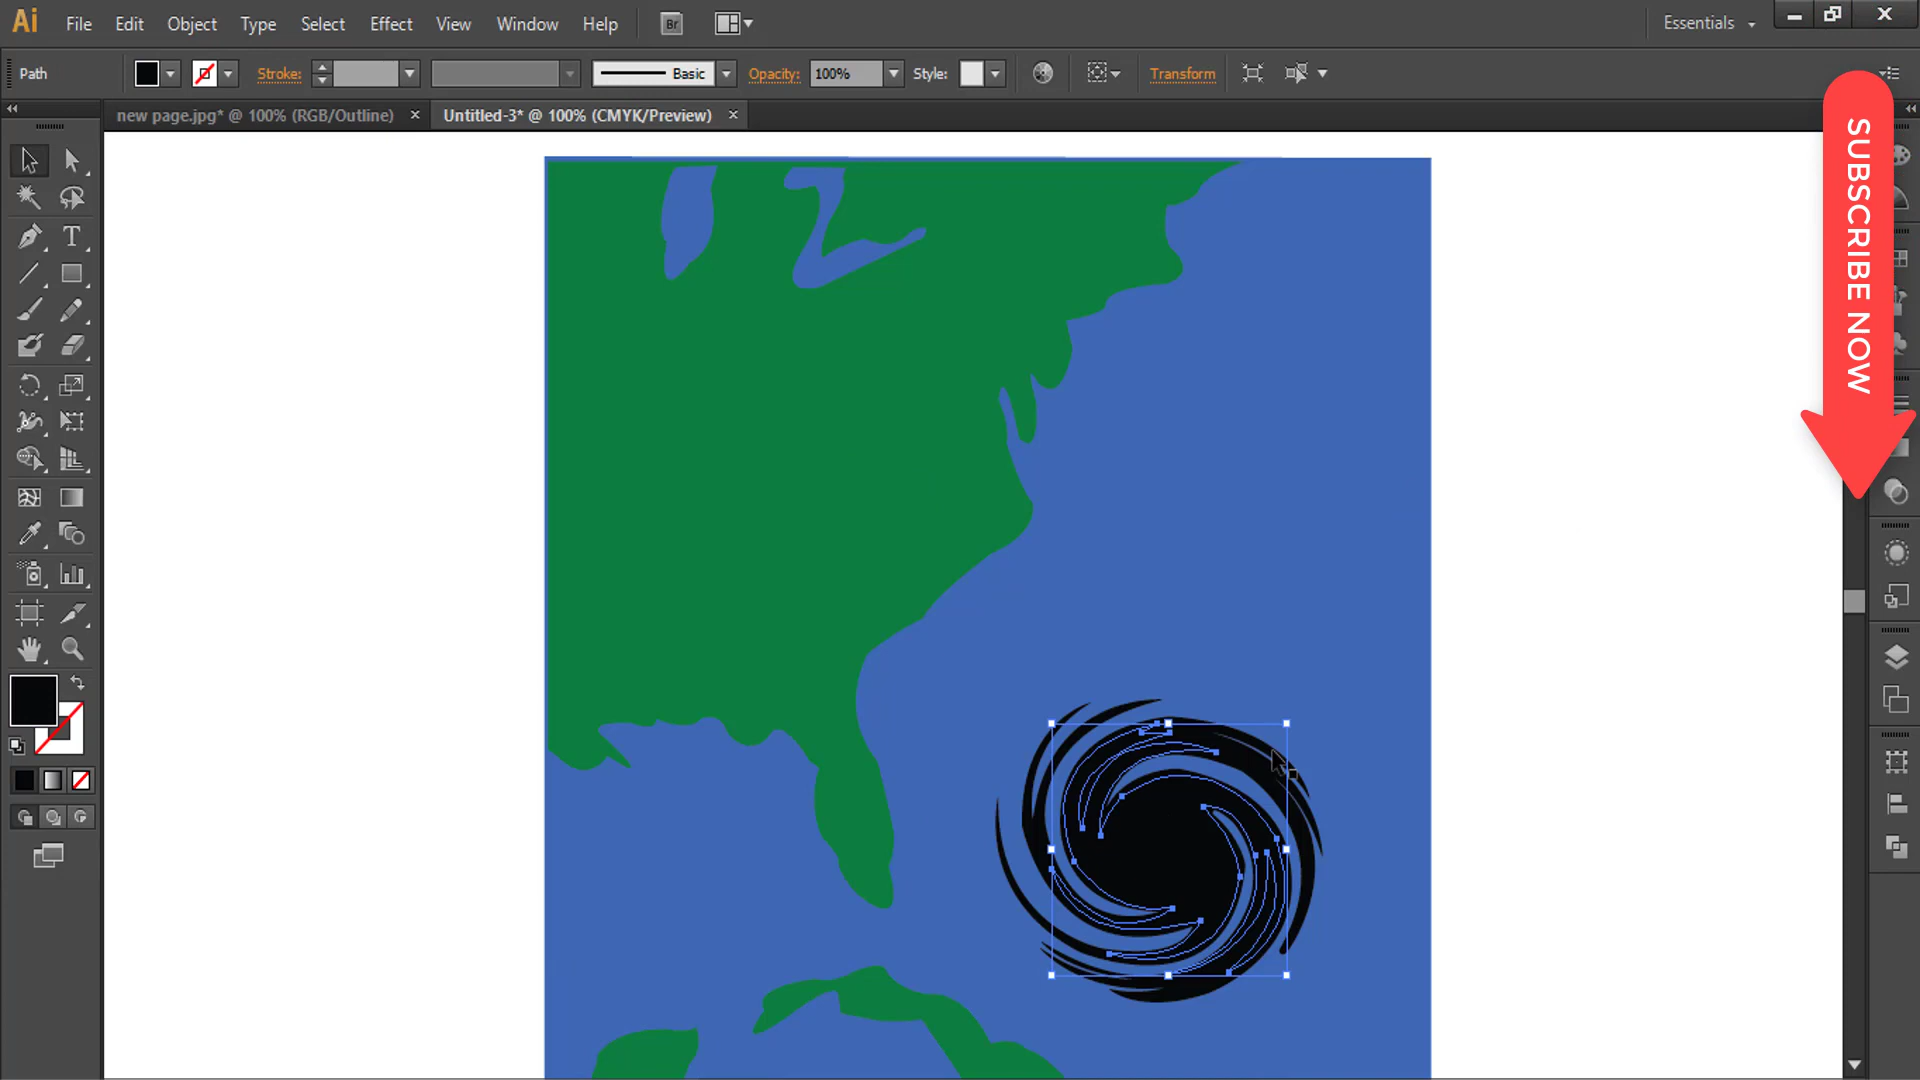 Ai File Edit Object Type Select Effect View Window Help Br Essentials
Path Stroke: Basic Opacity: 100% Style: Transform
new page.jpg* @ 100% (RGB/Outline) Untitled-3* @ 100% (CMYK/Preview)
T
SUBSCRIBE NOW